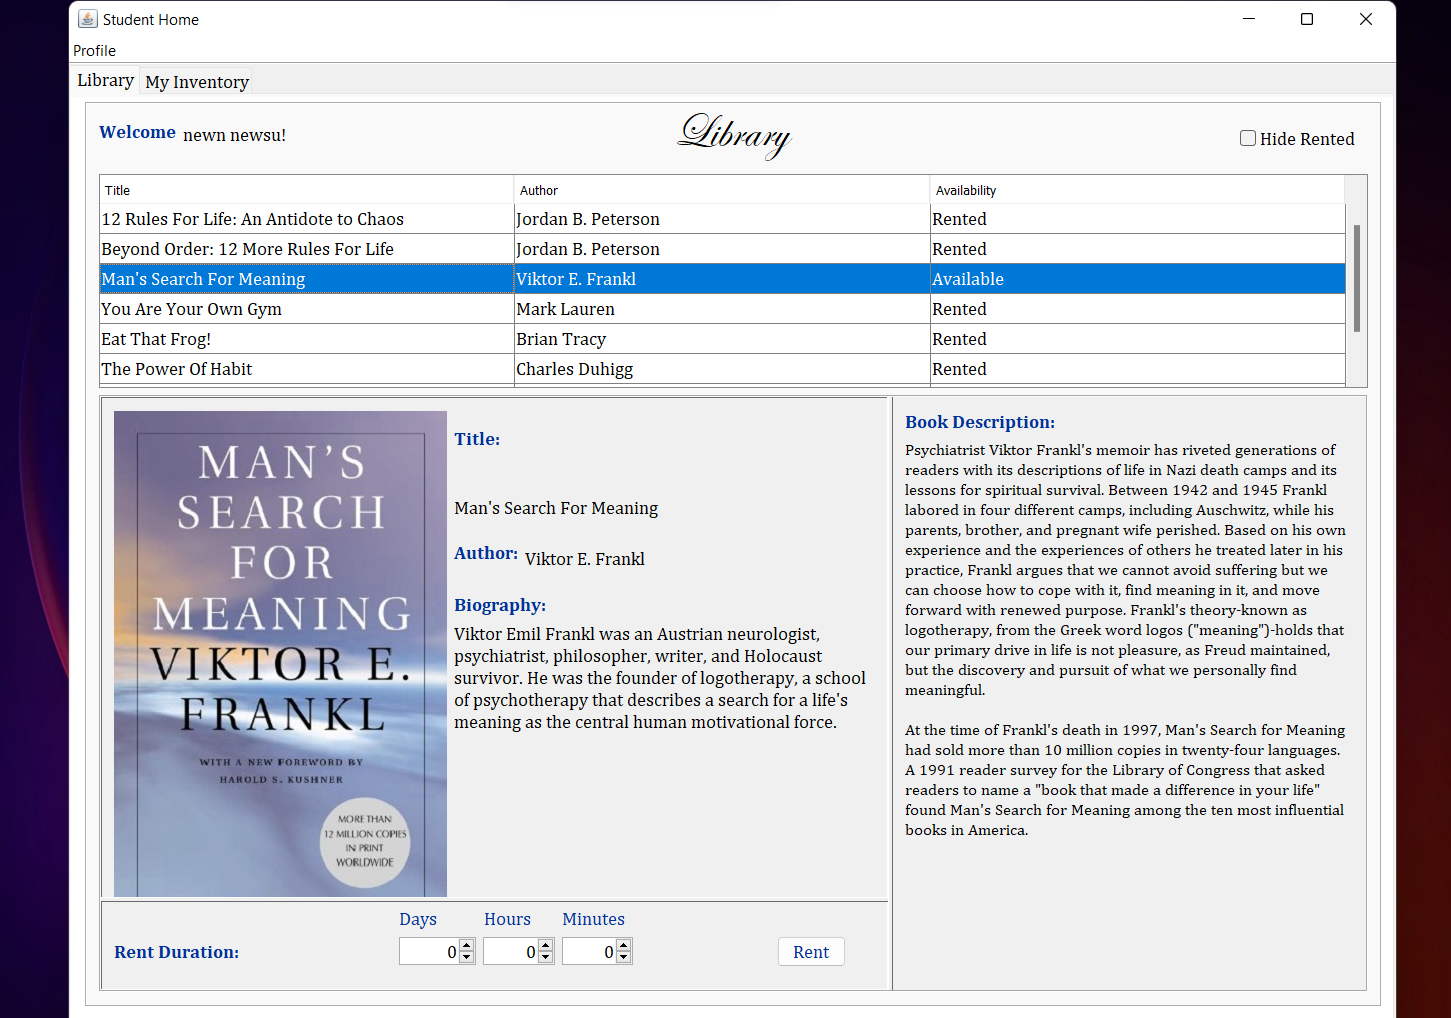 Student Home
Profile
Library My Inventory
Welcome newn newsu!
Library
Hide Rented
Title Author Availability
12 Rules For Life: An Antidote to Chaos Jordan B. Peterson Rented
Beyond Order: 12 More Rules For Life Jordan B. Peterson Rented
Man's Search For Meaning Viktor E. Frankl Available
You Are Your Own Gym Mark Lauren Rented
Eat That Frog! Brian Tracy Rented
The Power Of Habit Charles Duhigg Rented
MAN'S
SEARCH
FOR
MEANING
VIKTOR E.
FRANKL
WITH A NEW FOREWORD BY
HAROLD S. KUSHNER
MORE THAN
12 MILLION COPIES
IN PRINT
WORLDWIDE
Title:
Man's Search For Meaning
Author: Viktor E. Frankl
Biography:
Viktor Emil Frankl was an Austrian neurologist,
psychiatrist, philosopher, writer, and Holocaust
survivor. He was the founder of logotherapy, a school
of psychotherapy that describes a search for a life's
meaning as the central human motivational force.
Book Description:
Psychiatrist Viktor Frankl's memoir has riveted generations of
readers with its descriptions of life in Nazi death camps and its
lessons for spiritual survival. Between 1942 and 1945 Frankl
labored in four different camps, including Auschwitz, while his
parents, brother, and pregnant wife perished. Based on his own
experience and the experiences of others he treated later in his
practice, Frankl argues that we cannot avoid suffering but we
can choose how to cope with it, find meaning in it, and move
forward with renewed purpose. Frankl's theory-known as
logotherapy, from the Greek word logos ("meaning")-holds that
our primary drive in life is not pleasure, as Freud maintained,
but the discovery and pursuit of what we personally find
meaningful.
At the time of Frankl's death in 1997, Man's Search for Meaning
had sold more than 10 million copies in twenty-four languages.
A 1991 reader survey for the Library of Congress that asked
readers to name a "book that made a difference in your life"
found Man's Search for Meaning among the ten most influential
books in America.
Days Hours Minutes
Rent Duration: 0 0 0 Rent